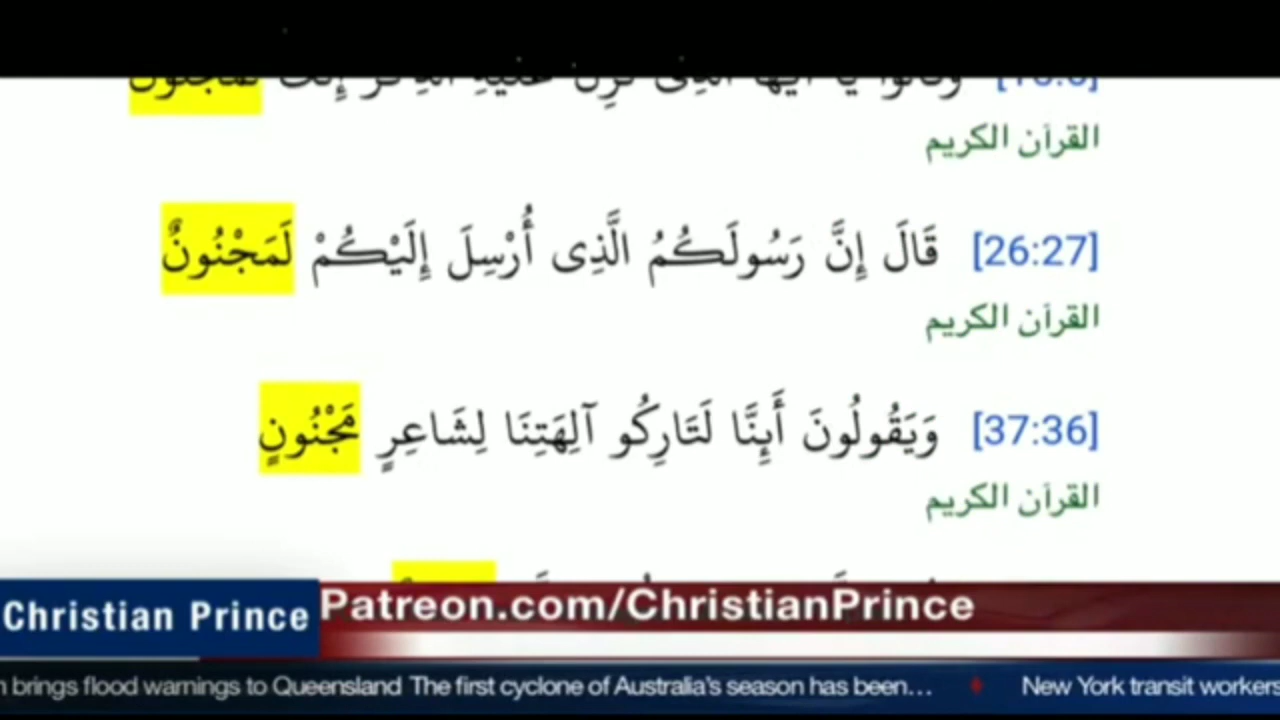 القرآن الكريم
[26:27] قَالَ إِنَّ رَسُولَكُمُ الَّذِى أُرْسِلَ إِلَيْكُمْ لَمَجْنُونٌ
القرآن الكريم
[37:36] وَيَقُولُونَ أَئِنَّا لَتَارِكُو آلِهَتِنَا لِشَاعِرٍ مَجْنُونٍ
القرآن الكريم
Christian Prince
Patreon.com/ChristianPrince
brings flood warnings to Queensland The first cyclone of Australia's season has been... New York transit workers